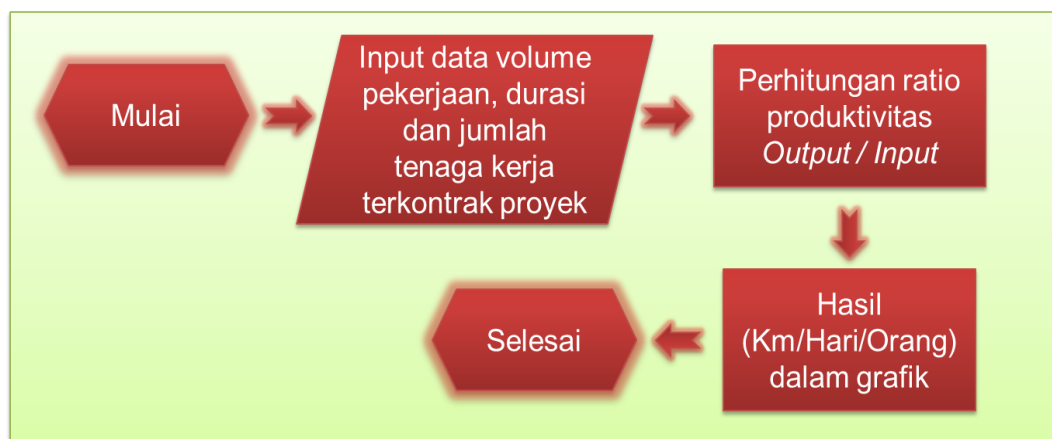 Mulai
Input data volume
pekerjaan, durasi
dan jumlah
tenaga kerja
terkontrak proyek
Perhitungan ratio
produktivitas
Output / Input
Hasil
(Km/Hari/Orang)
dalam grafik
Selesai